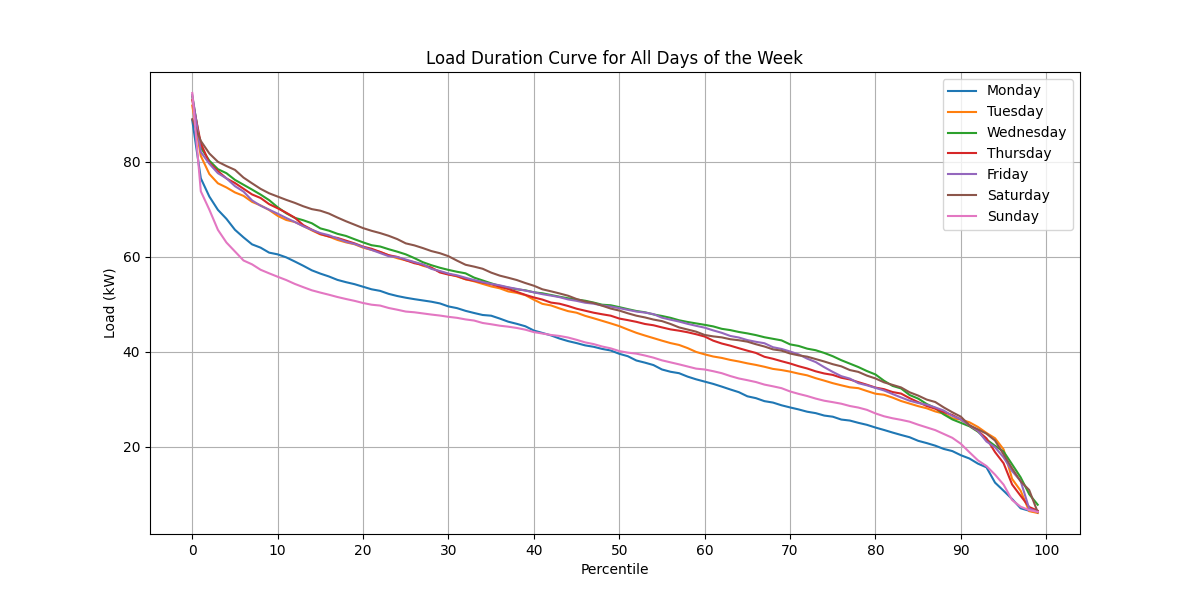 Load Duration Curve for All Days of the Week
Monday
Tuesday
Wednesday
Thursday
Friday
Saturday
Sunday
80
60
40
20
Load (kW)
0 10 20 30 40 50 60 70 80 90 100
Percentile